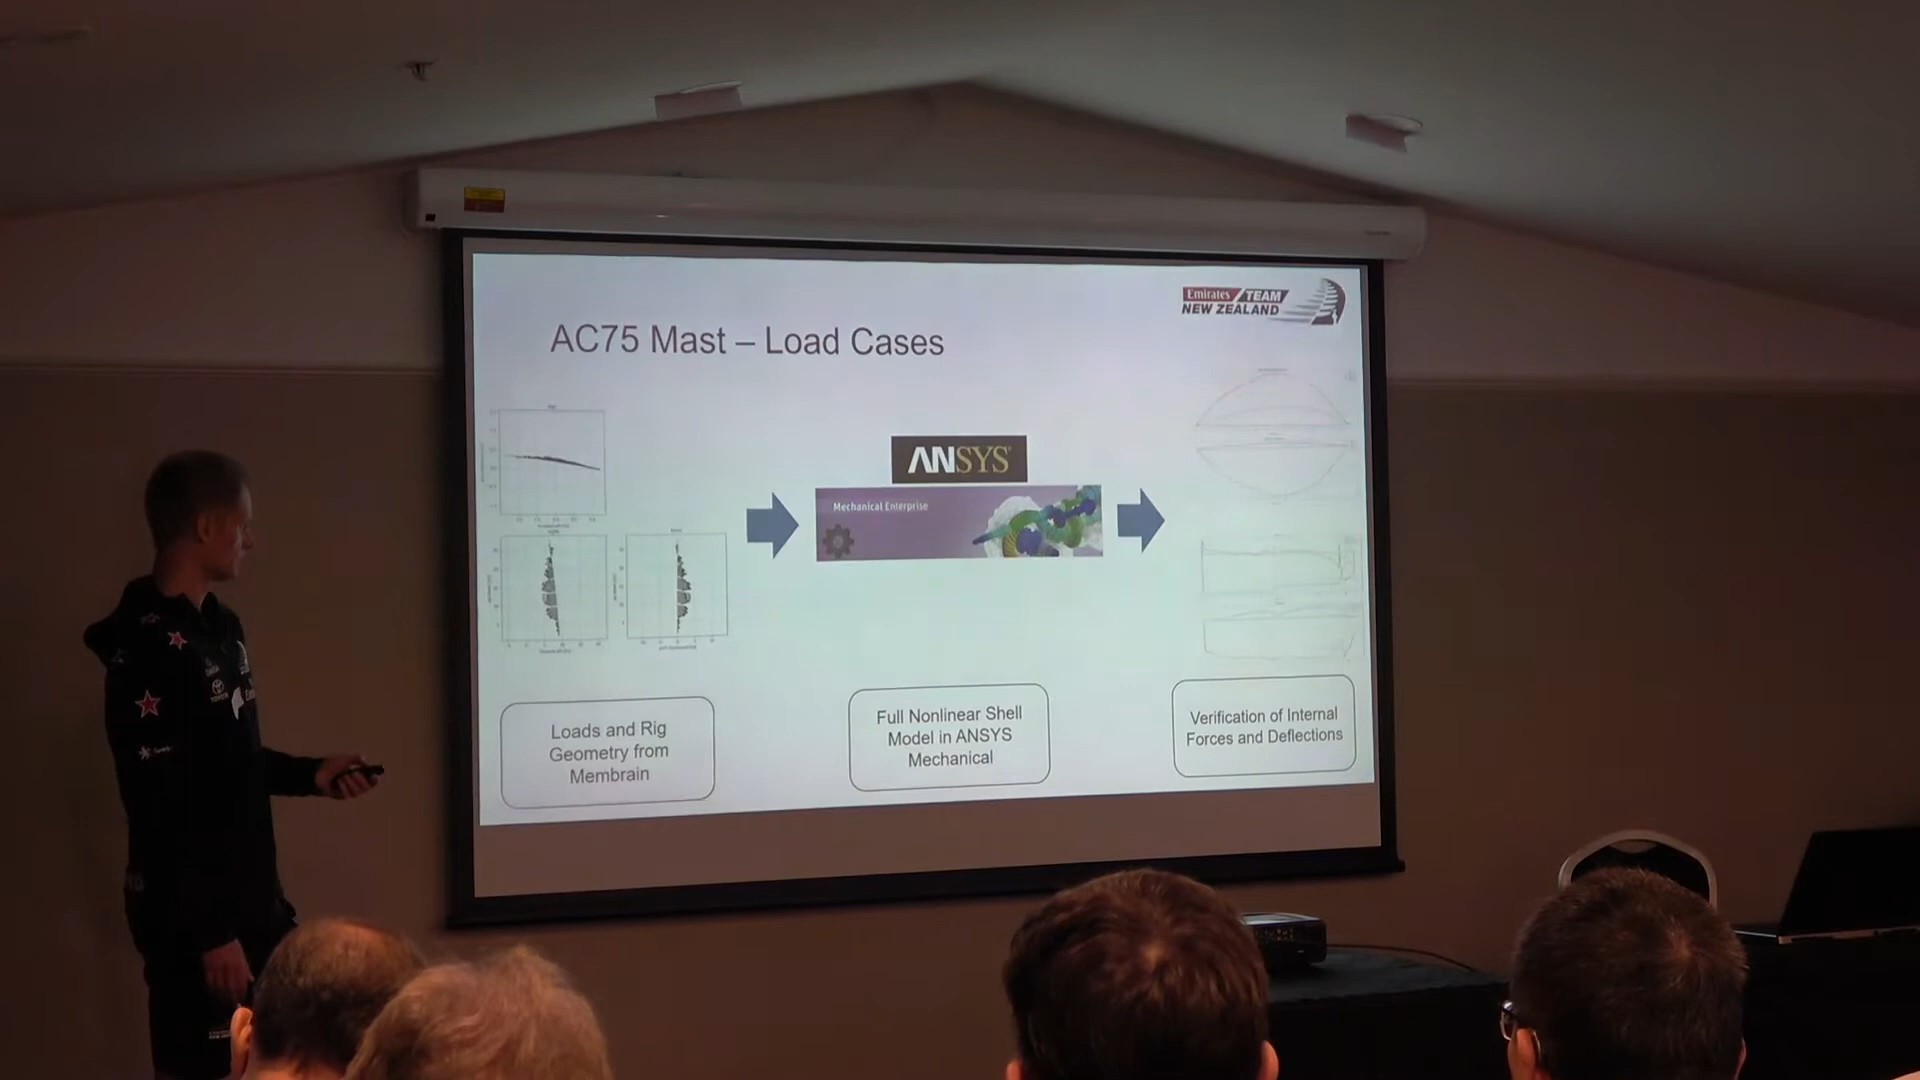 Emirates TEAM
NEW ZEALAND
AC75 Mast – Load Cases
ANSYS
Mechanical Enterprise
Loads and Rig
Geometry from
Membrain
Full Nonlinear Shell
Model in ANSYS
Mechanical
Verification of Internal
Forces and Deflections